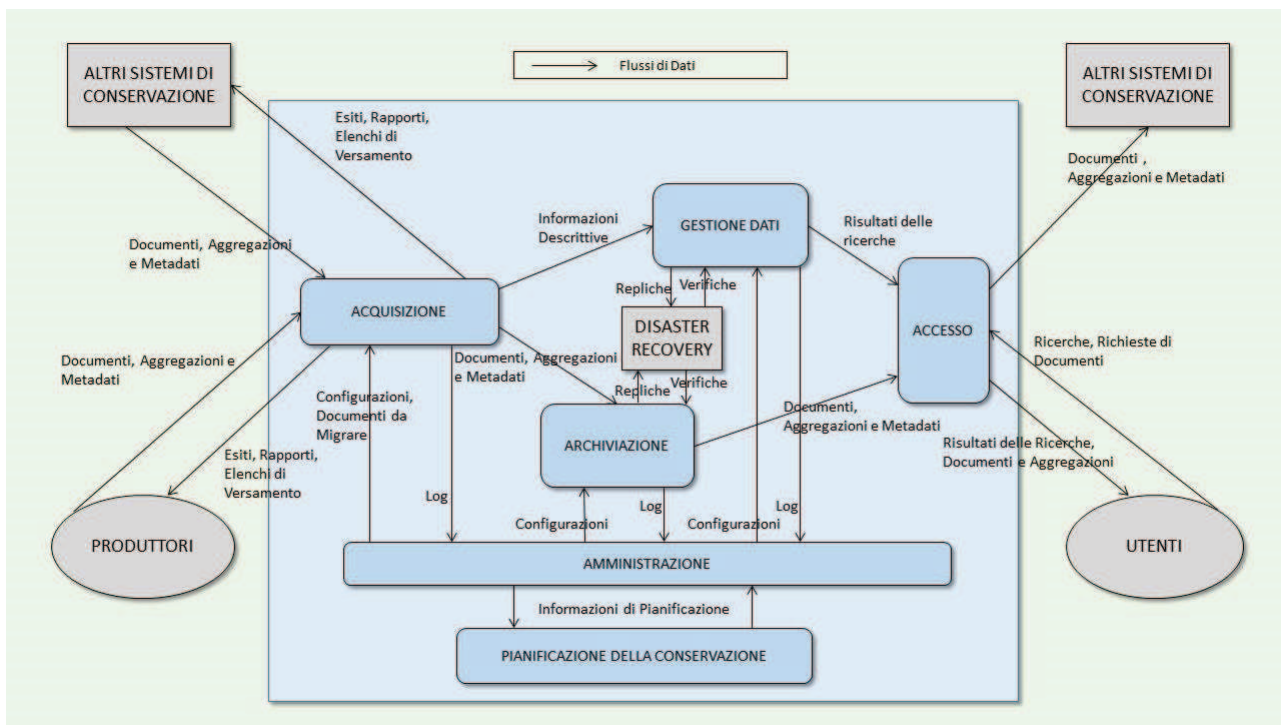 ALTRI SISTEMI DI
CONSERVAZIONE
Flussi di Dati
ALTRI SISTEMI DI
CONSERVAZIONE
Esiti, Rapporti,
Elenchi di
Versamento
Documenti ,
Aggregazioni e Metadati
Informazioni
Descrittive
GESTIONE DATI
Risultati delle
ricerche
Documenti, Aggregazioni
e Metadati
Repliche
Verifiche
ACQUISIZIONE
DISASTER
RECOVERY
ACCESSO
Ricerche, Richieste di
Documenti
Documenti, Aggregazioni e
Metadati
Documenti, Aggregazioni
e Metadati
Repliche
Verifiche
Configurazioni,
Documenti da
Migrare
Documenti,
Aggregazioni e Metadati
ARCHIVIAZIONE
Risultati delle Ricerche,
Documenti e Aggregazioni
Esiti, Rapporti,
Elenchi di
Versamento
Log
Configurazioni
Log
Configurazioni
Log
PRODUTTORI
UTENTI
AMMINISTRAZIONE
Informazioni di Pianificazione
PIANIFICAZIONE DELLA CONSERVAZIONE